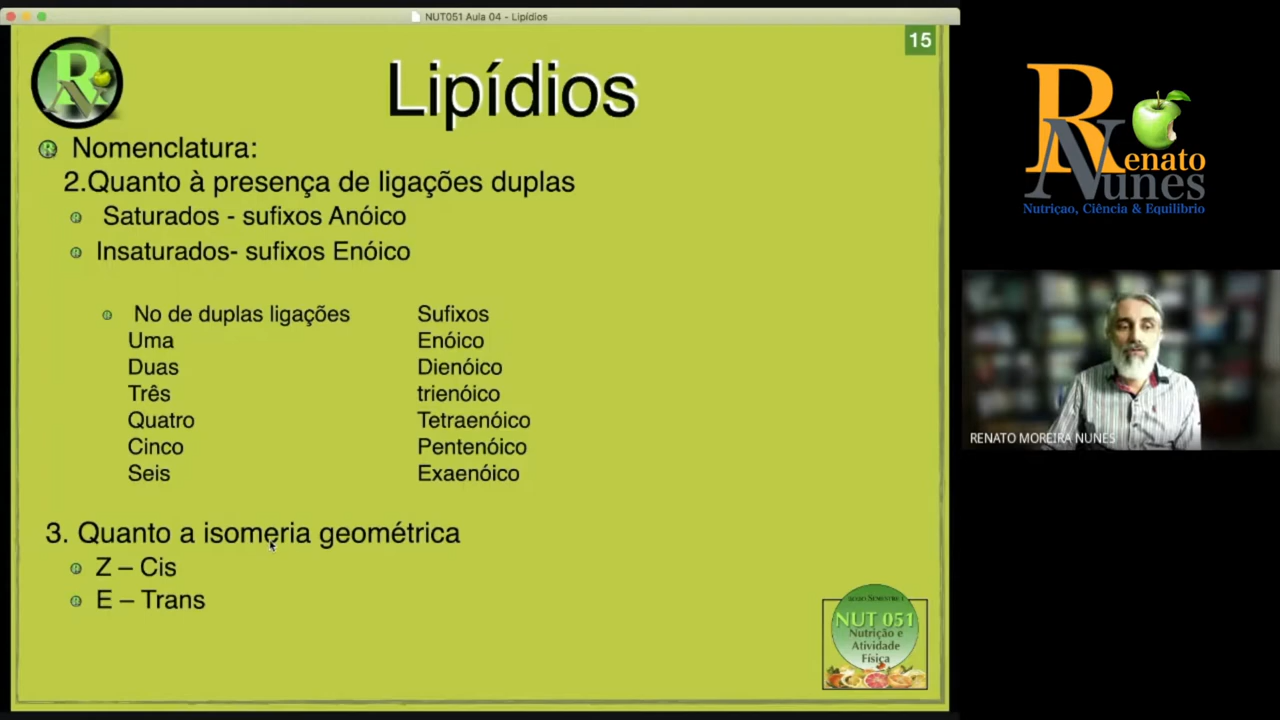 NUT051 Aula 04 - Lipídios
15
Lipídios
Nomenclatura:
2.Quanto à presença de ligações duplas
Saturados - sufixos Anóico
Insaturados- sufixos Enóico
No de duplas ligações Sufixos
Uma Enóico
Duas Dienóico
Três trienóico
Quatro Tetraenóico
Cinco Pentenóico
Seis Exaenóico
3. Quanto a isomeria geométrica
Z – Cis
E – Trans
NUT 051
Nutrição e
Atividade
Física
Renato
Nunes
Nutriçao, Ciência & Equilibrio
RENATO MOREIRA NUNES